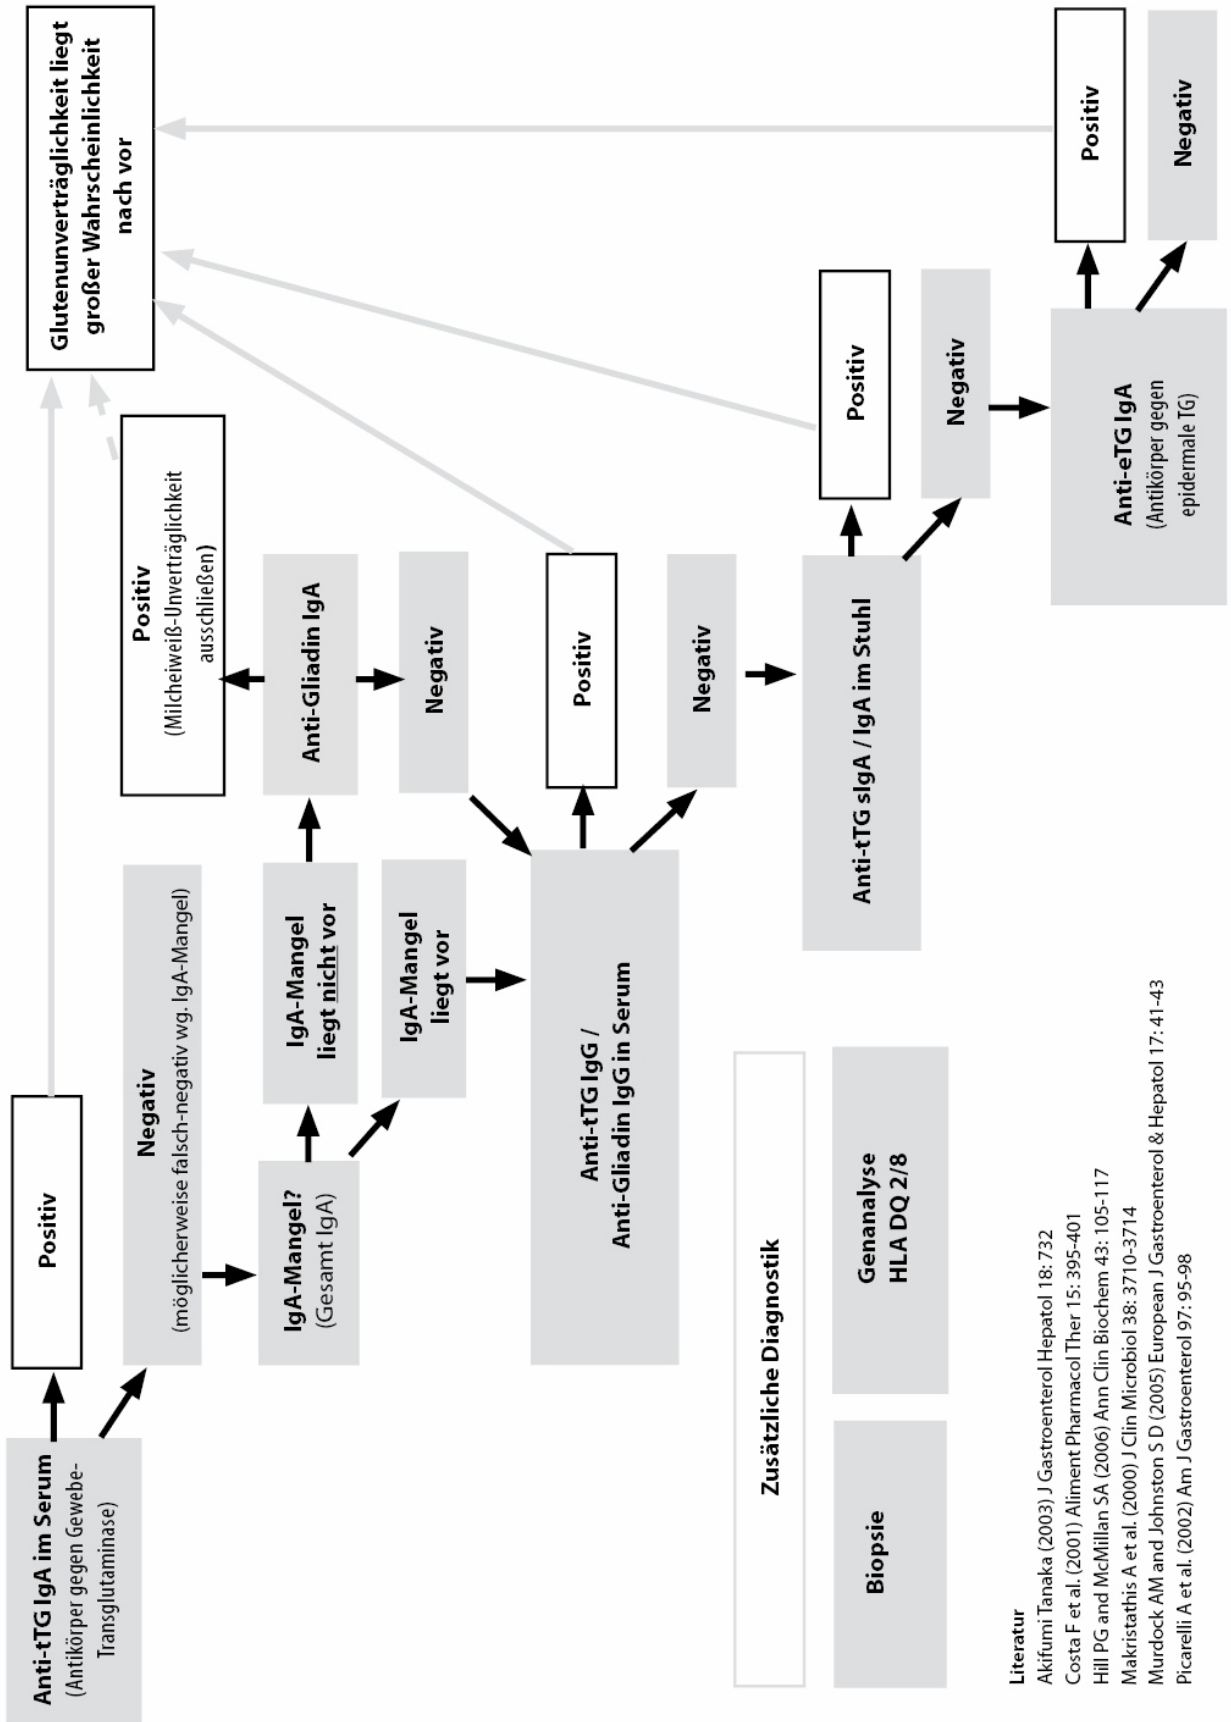 Anti-tTG IgA im Serum
(Antikörper gegen Gewebe-
Transglutaminase)
Positiv
Glutenunverträglichkeit liegt
großer Wahrscheinlichkeit
nach vor
Negativ
(möglicherweise falsch-negativ wg. IgA-Mangel)
Positiv
(Milcheiweiß-Unverträglichkeit
ausschließen)
IgA-Mangel?
(Gesamt IgA)
IgA-Mangel
liegt nicht vor
Anti-Gliadin IgA
IgA-Mangel
liegt vor
Negativ
Anti-tTG IgG /
Anti-Gliadin IgG in Serum
Positiv
Negativ
Anti-tTG sIgA / IgA im Stuhl
Positiv
Negativ
Anti-eTG IgA
(Antikörper gegen
epidermale TG)
Positiv
Negativ
Zusätzliche Diagnostik
Biopsie
Genanalyse
HLA DQ 2/8
Literatur
Akifumi Tanaka (2003) J Gastroenterol Hepatol 18: 732
Costa F et al. (2001) Aliment Pharmacol Ther 15: 395-401
Hill PG and McMillan SA (2006) Ann Clin Biochem 43: 105-117
Makristathis A et al. (2000) J Clin Microbiol 38: 3710-3714
Murdock AM and Johnston S D (2005) European J Gastroenterol & Hepatol 17: 41-43
Picarelli A et al. (2002) Am J Gastroenterol 97: 95-98